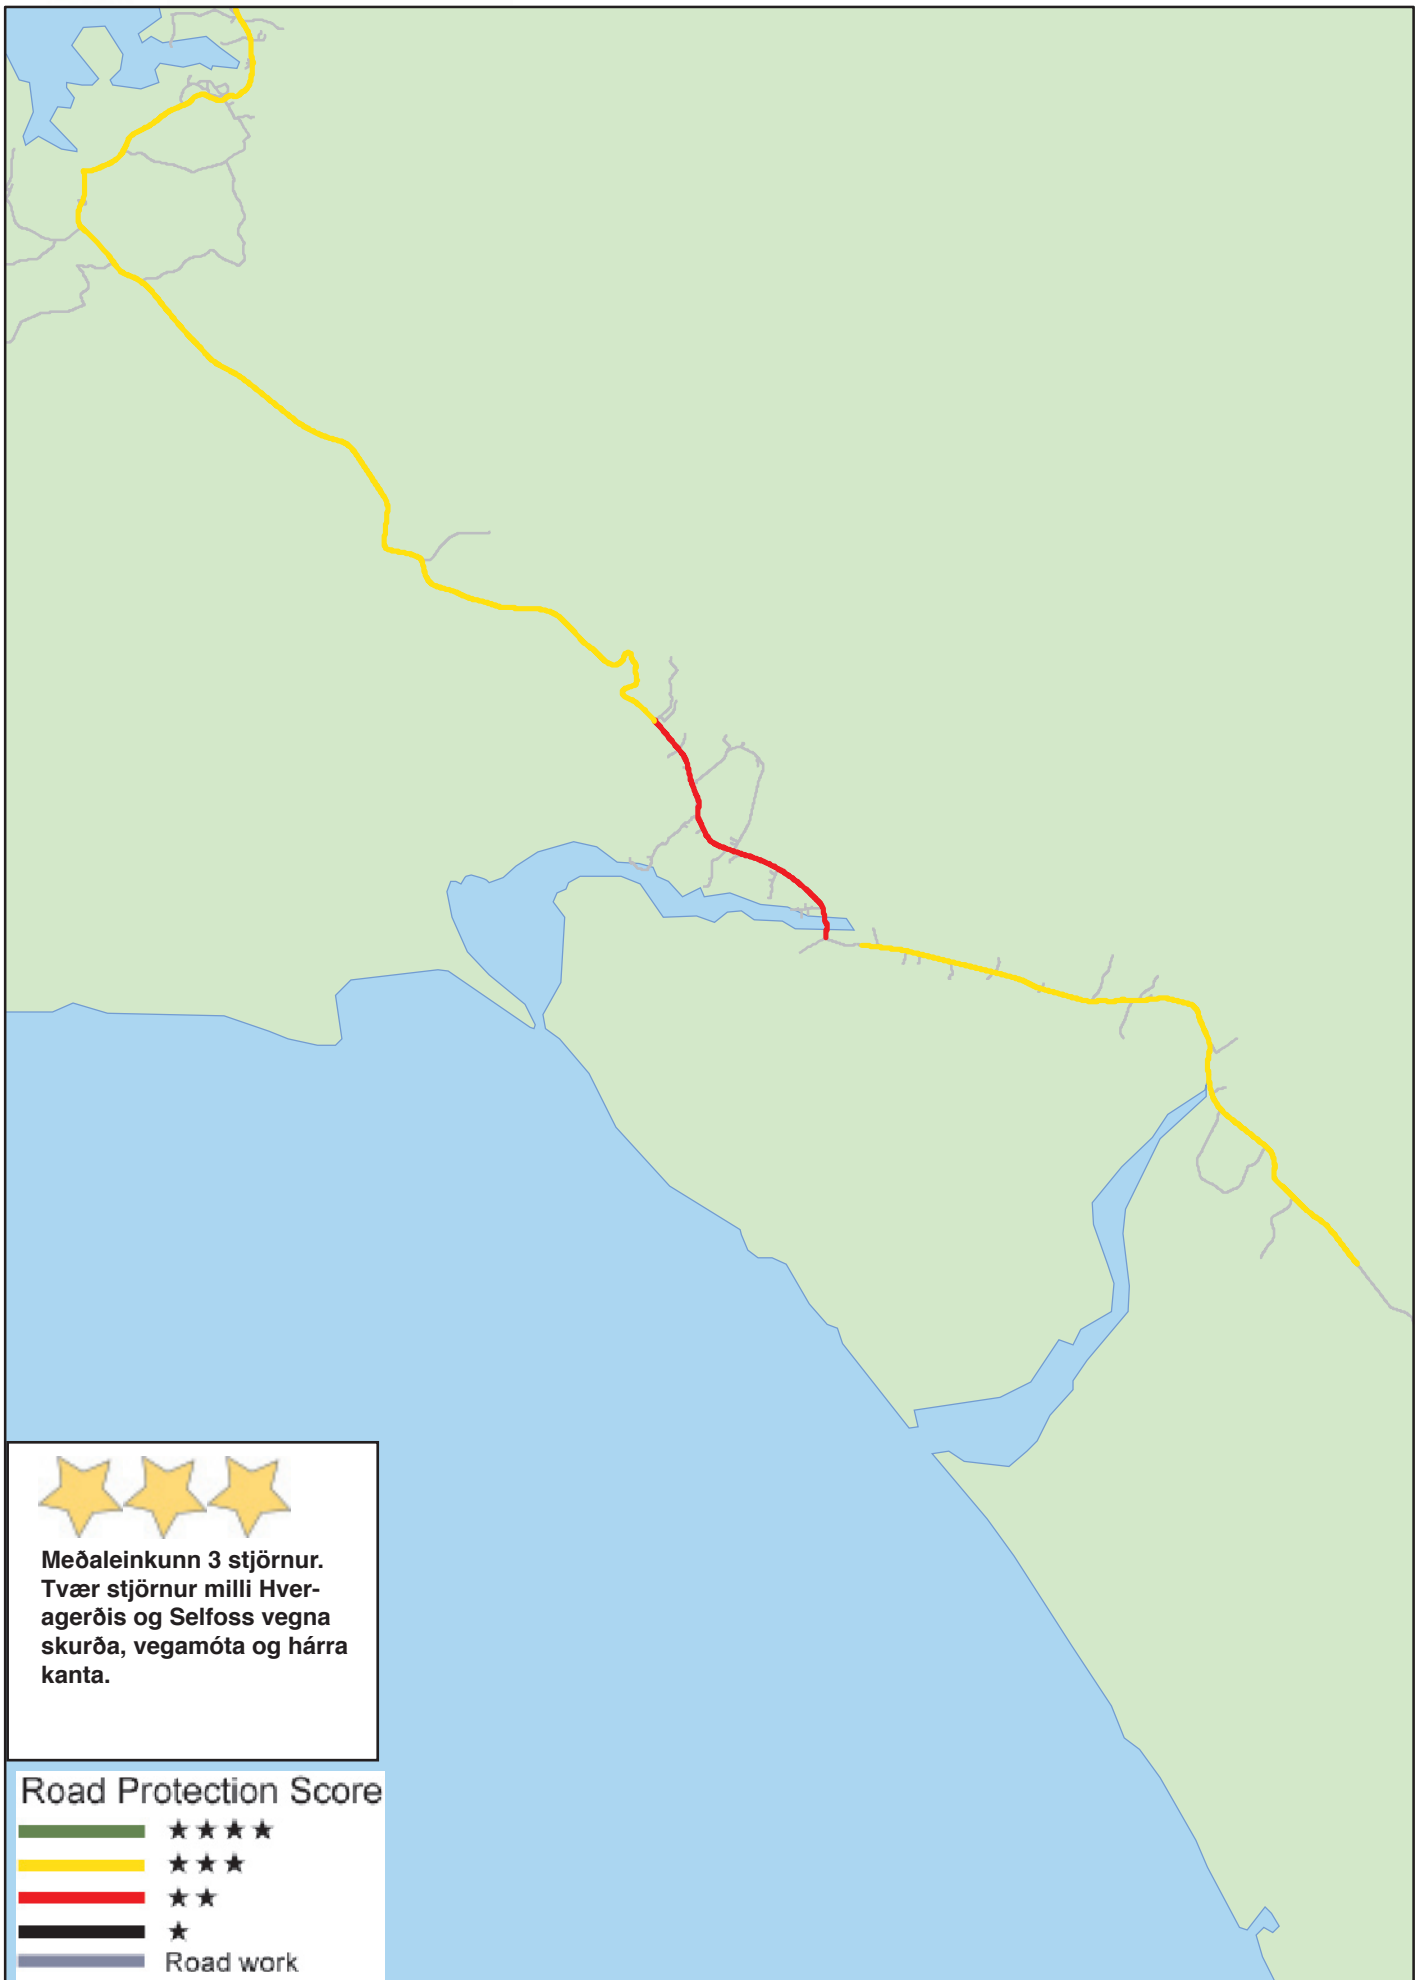 Meðaleinkunn 3 stjörnur.
Tvær stjörnur milli Hver-
agerðis og Selfoss vegna
skurða, vegamóta og hárra
kanta.
Road Protection Score
★ ★ ★ ★
★ ★ ★
★ ★
★
Road work